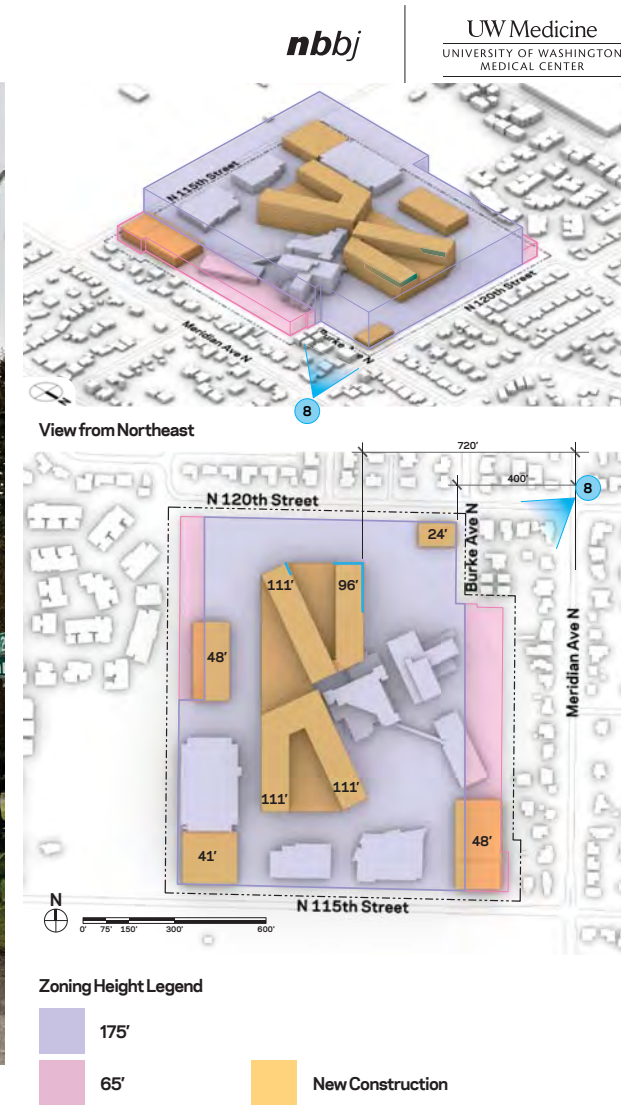 nbbj
UW Medicine
UNIVERSITY OF WASHINGTON
MEDICAL CENTER
N 115th Street
N 120th Street
Meridian Ave N
Burke Ave N
N
8
View from Northeast
720'
400'
8
N 120th Street
Burke Ave N
24'
111'
96'
48'
Meridian Ave N
111'
111'
48'
41'
N
N 115th Street
0' 75' 150' 300' 600'
Zoning Height Legend
175'
65'
New Construction